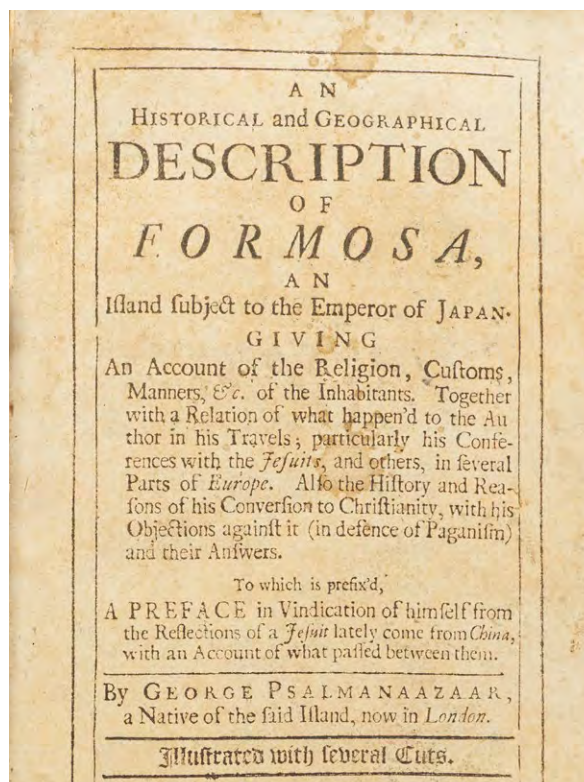 A N
HISTORICAL and GEOGRAPHICAL
DESCRIPTION
O F
FORMOSA,
A N
Iſland ſubject to the Emperor of JAPAN.
GIVING
An Account of the Religion, Cuſtoms,
Manners, &c. of the Inhabitants. Together
with a Relation of what happen'd to the Au
thor in his Travels; particularly his Confe-
rences with the Jeſuits, and others, in ſeveral
Parts of Europe. Alſo the Hiſtory and Rea-
ſons of his Converſion to Chriſtianity, with his
Objections againſt it (in defence of Paganiſm)
and their Anſwers.
To which is prefix'd,
A PREFACE in Vindication of himſelf from
the Reflections of a Jeſuit lately come from China,
with an Account of what paſſed between them.
By GEORGE PSALMANAAZAAR,
a Native of the ſaid Iſland, now in London.
Illuſtrated with ſeveral Cuts.